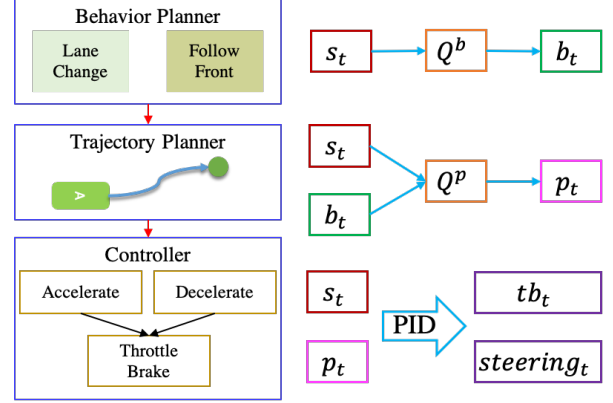 Behavior Planner
Lane
Change
Follow
Front
s_t
Q^b
b_t
Trajectory Planner
A
s_t
b_t
Q^p
p_t
Controller
Accelerate
Decelerate
Throttle
Brake
s_t
p_t
PID
tb_t
steering_t